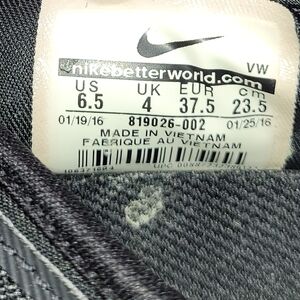 nikebetterworld.com VW
US UK EUR cm
6.5 4 37.5 23.5
01/19/16 819026-002 01/25/16
MADE IN VIETNAM
FABRIQUE AU VIETNAM
UPC